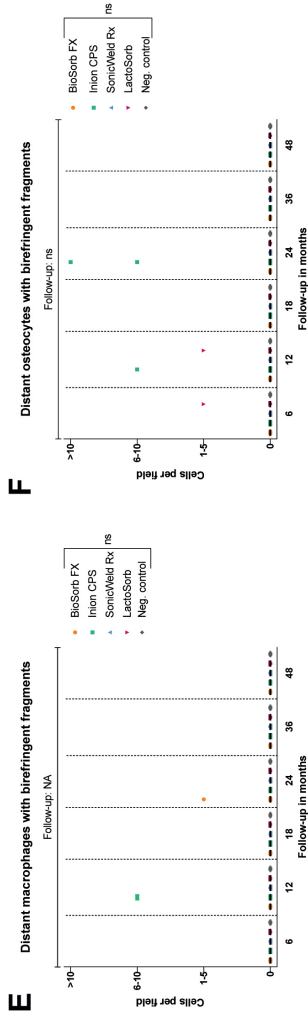 E
Distant macrophages with birefringent fragments
Follow-up: NA
Cells per field
>10
6-10
1-5
0
6
12
18
24
36
48
Follow-up in months
BioSorb FX
Inion CPS
SonicWeld Rx
LactoSorb
Neg. control
ns
F
Distant osteocytes with birefringent fragments
Follow-up: ns
Cells per field
>10
6-10
1-5
0
6
12
18
24
36
48
Follow-up in months
BioSorb FX
Inion CPS
SonicWeld Rx
LactoSorb
Neg. control
ns